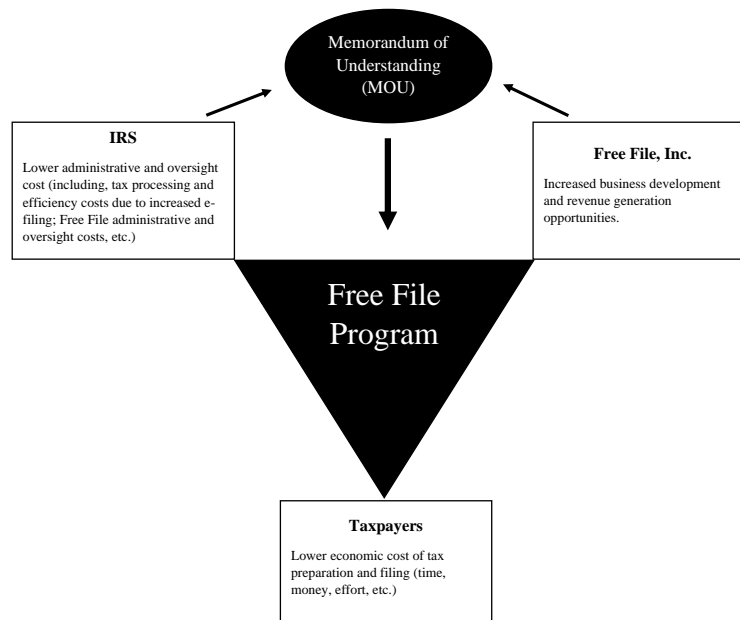 Memorandum of
Understanding
(MOU)
IRS
Lower administrative and oversight
cost (including, tax processing and
efficiency costs due to increased e-
filing; Free File administrative and
oversight costs, etc.)
Free File, Inc.
Increased business development
and revenue generation
opportunities.
Free File
Program
Taxpayers
Lower economic cost of tax
preparation and filing (time,
money, effort, etc.)